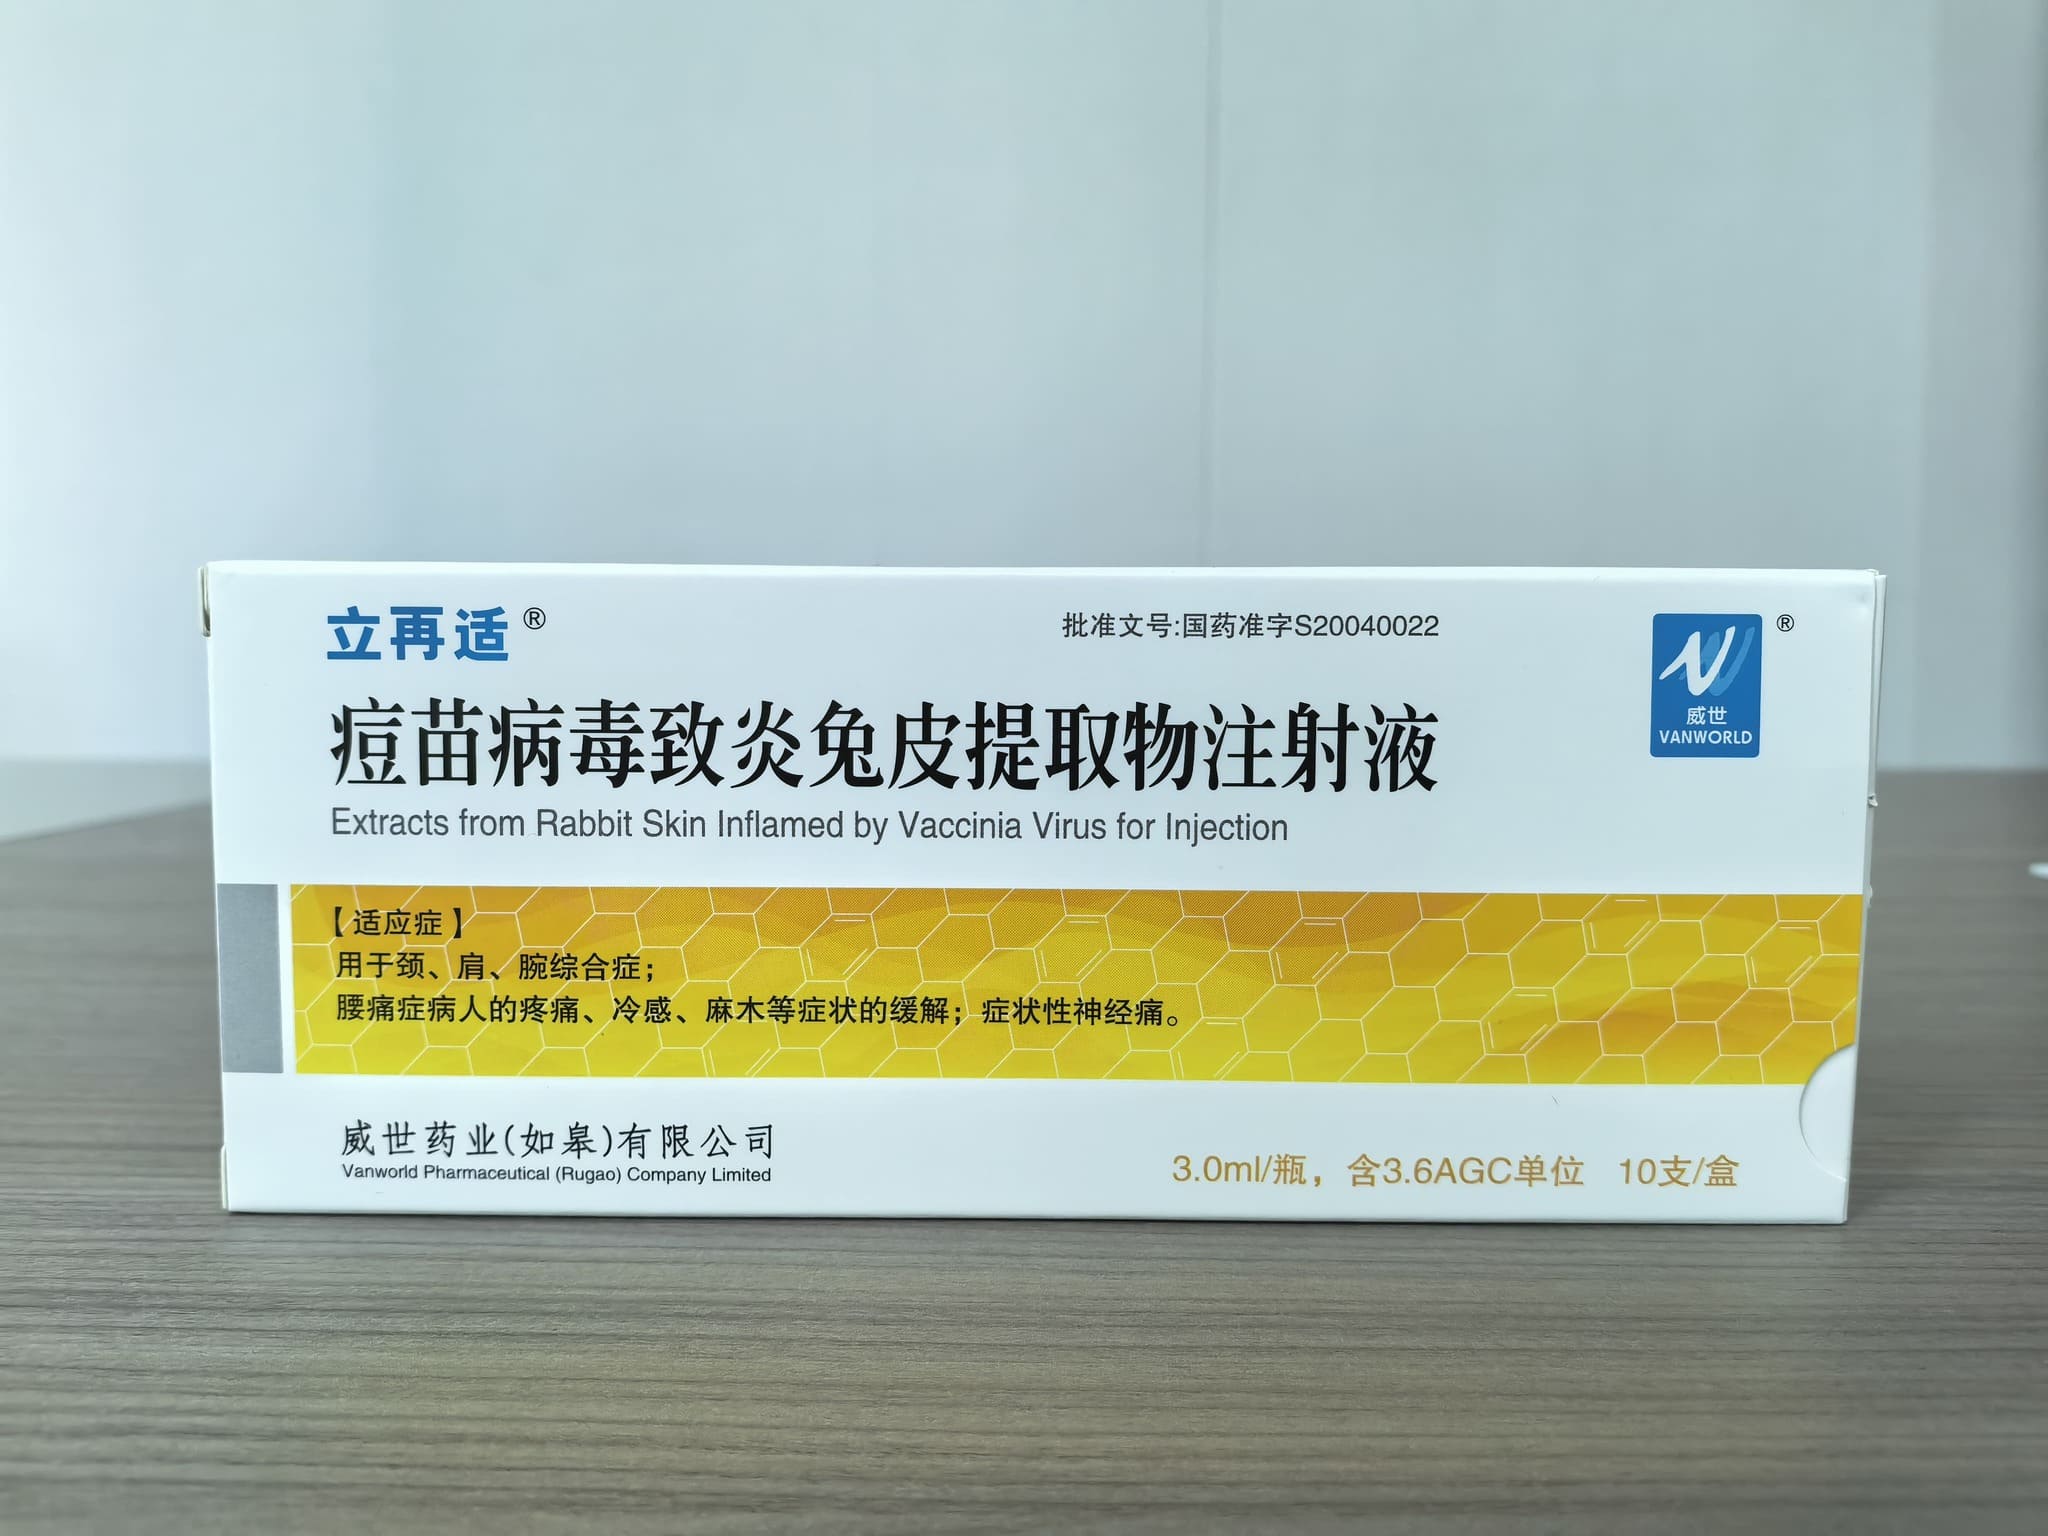 立再适®
批准文号:国药准字S20040022
®
威世
VANWORLD
痘苗病毒致炎兔皮提取物注射液
Extracts from Rabbit Skin Inflamed by Vaccinia Virus for Injection
【适应症】
用于颈、肩、腕综合症；
腰痛症病人的疼痛、冷感、麻木等症状的缓解；症状性神经痛。
威世药业(如皋)有限公司
Vanworld Pharmaceutical (Rugao) Company Limited
3.0ml/瓶，含3.6AGC单位 10支/盒